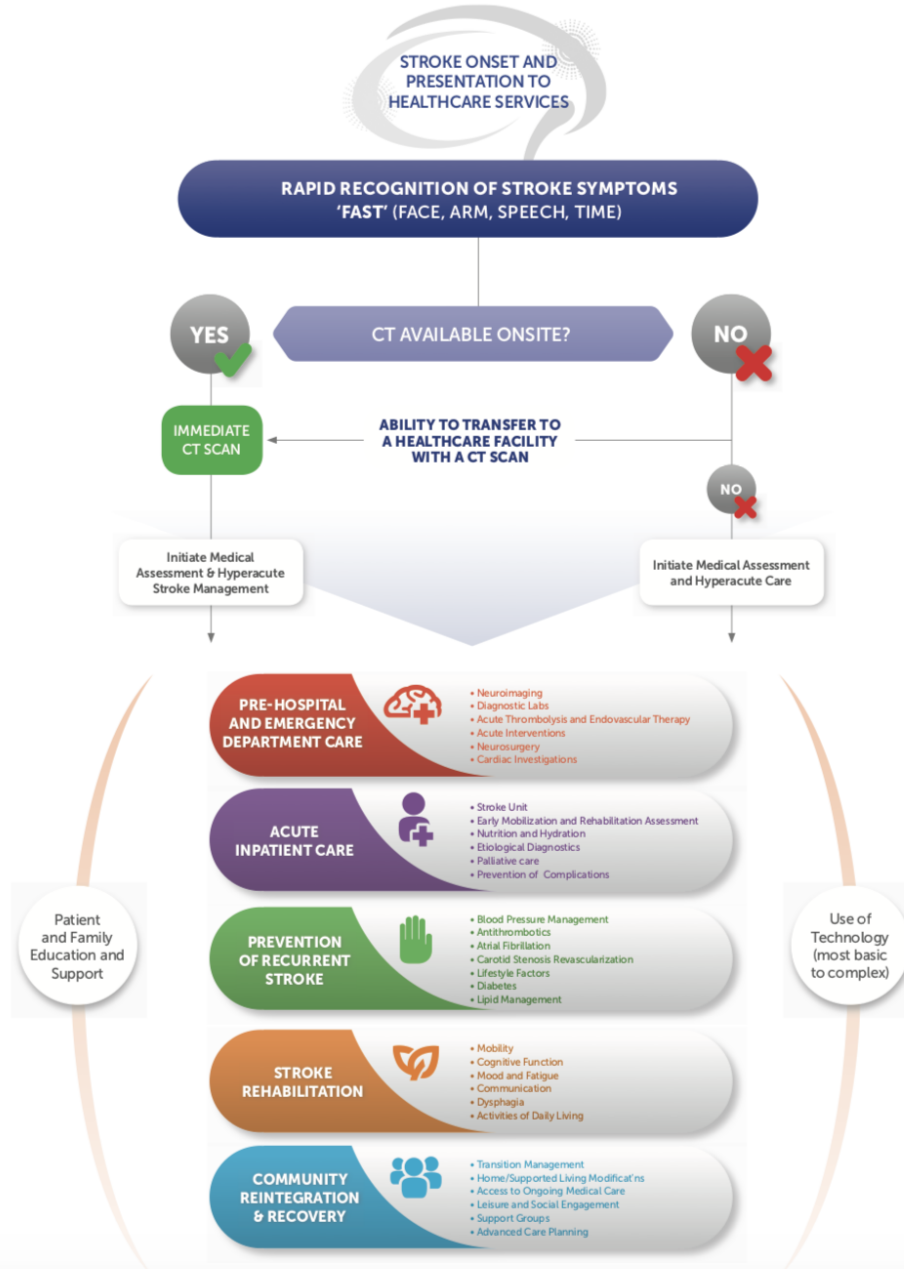 STROKE ONSET AND
PRESENTATION TO
HEALTHCARE SERVICES
RAPID RECOGNITION OF STROKE SYMPTOMS
‘FAST’ (FACE, ARM, SPEECH, TIME)
YES
CT AVAILABLE ONSITE?
NO
IMMEDIATE
CT SCAN
ABILITY TO TRANSFER TO
A HEALTHCARE FACILITY
WITH A CT SCAN
NO
Initiate Medical
Assessment & Hyperacute
Stroke Management
Initiate Medical Assessment
and Hyperacute Care
PRE-HOSPITAL
AND EMERGENCY
DEPARTMENT CARE
• Neuroimaging
• Diagnostic Labs
• Acute Thrombolysis and Endovascular Therapy
• Acute Interventions
• Neurosurgery
• Cardiac Investigations
ACUTE
INPATIENT CARE
• Stroke Unit
• Early Mobilization and Rehabilitation Assessment
• Nutrition and Hydration
• Etiological Diagnostics
• Palliative care
• Prevention of Complications
Patient
and Family
Education and
Support
PREVENTION
OF RECURRENT
STROKE
• Blood Pressure Management
• Antithrombotics
• Atrial Fibrillation
• Carotid Stenosis Revascularization
• Lifestyle Factors
• Diabetes
• Lipid Management
Use of
Technology
(most basic
to complex)
STROKE
REHABILITATION
• Mobility
• Cognitive Function
• Mood and Fatigue
• Communication
• Dysphagia
• Activities of Daily Living
COMMUNITY
REINTEGRATION
& RECOVERY
• Transition Management
• Home/Supported Living Modificat'ns
• Access to Ongoing Medical Care
• Leisure and Social Engagement
• Support Groups
• Advanced Care Planning